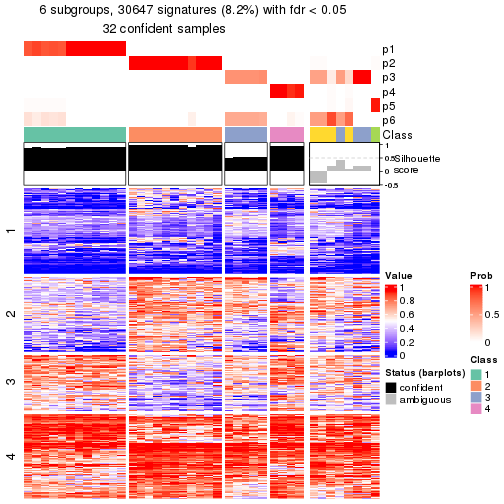 6 subgroups, 30647 signatures (8.2%) with fdr < 0.05
32 confident samples
p1
p2
p3
p4
p5
p6
Class
1
0.5
0
-0.5
Silhouette
score
1
2
3
4
Value
1
0.8
0.6
0.4
0.2
0
Status (barplots)
confident
ambiguous
Prob
1
0.5
0
Class
1
2
3
4